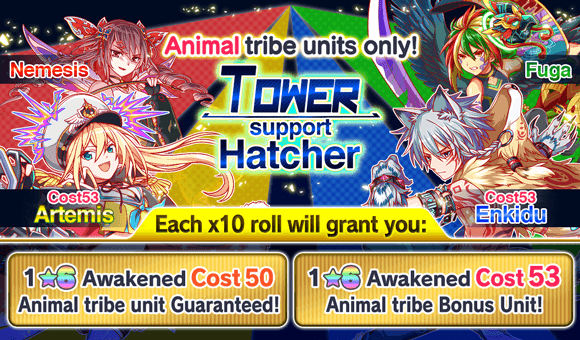 Animal tribe units only!
Nemesis
Fuga
TOWER
support
Hatcher
Cost53
Artemis
Cost53
Enkidu
Each x10 roll will grant you:
1★6 Awakened Cost 50
Animal tribe unit Guaranteed!
1★6 Awakened Cost 53
Animal tribe Bonus Unit!